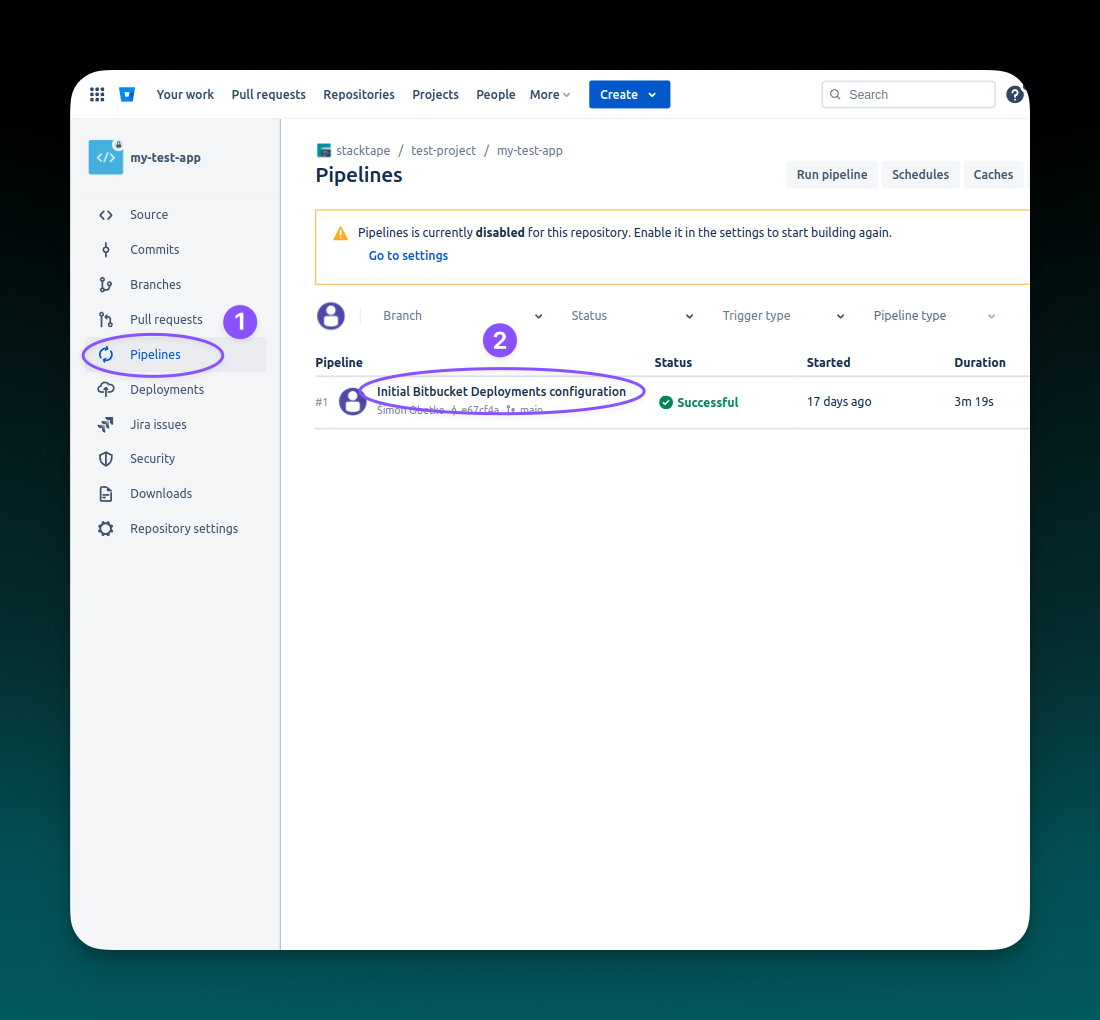 Your work Pull requests Repositories Projects People More Create Search ?
</> my-test-app
Source
Commits
Branches
Pull requests 1
Pipelines
Deployments
Jira issues
Security
Downloads
Repository settings
stacktape / test-project / my-test-app
Pipelines
Run pipeline Schedules Caches
Pipelines is currently disabled for this repository. Enable it in the settings to start building again.
Go to settings
Branch Status Trigger type Pipeline type
2
Pipeline Status Started Duration
#1 Initial Bitbucket Deployments configuration Successful 17 days ago 3m 19s
Simon Obetko e67cf4a main